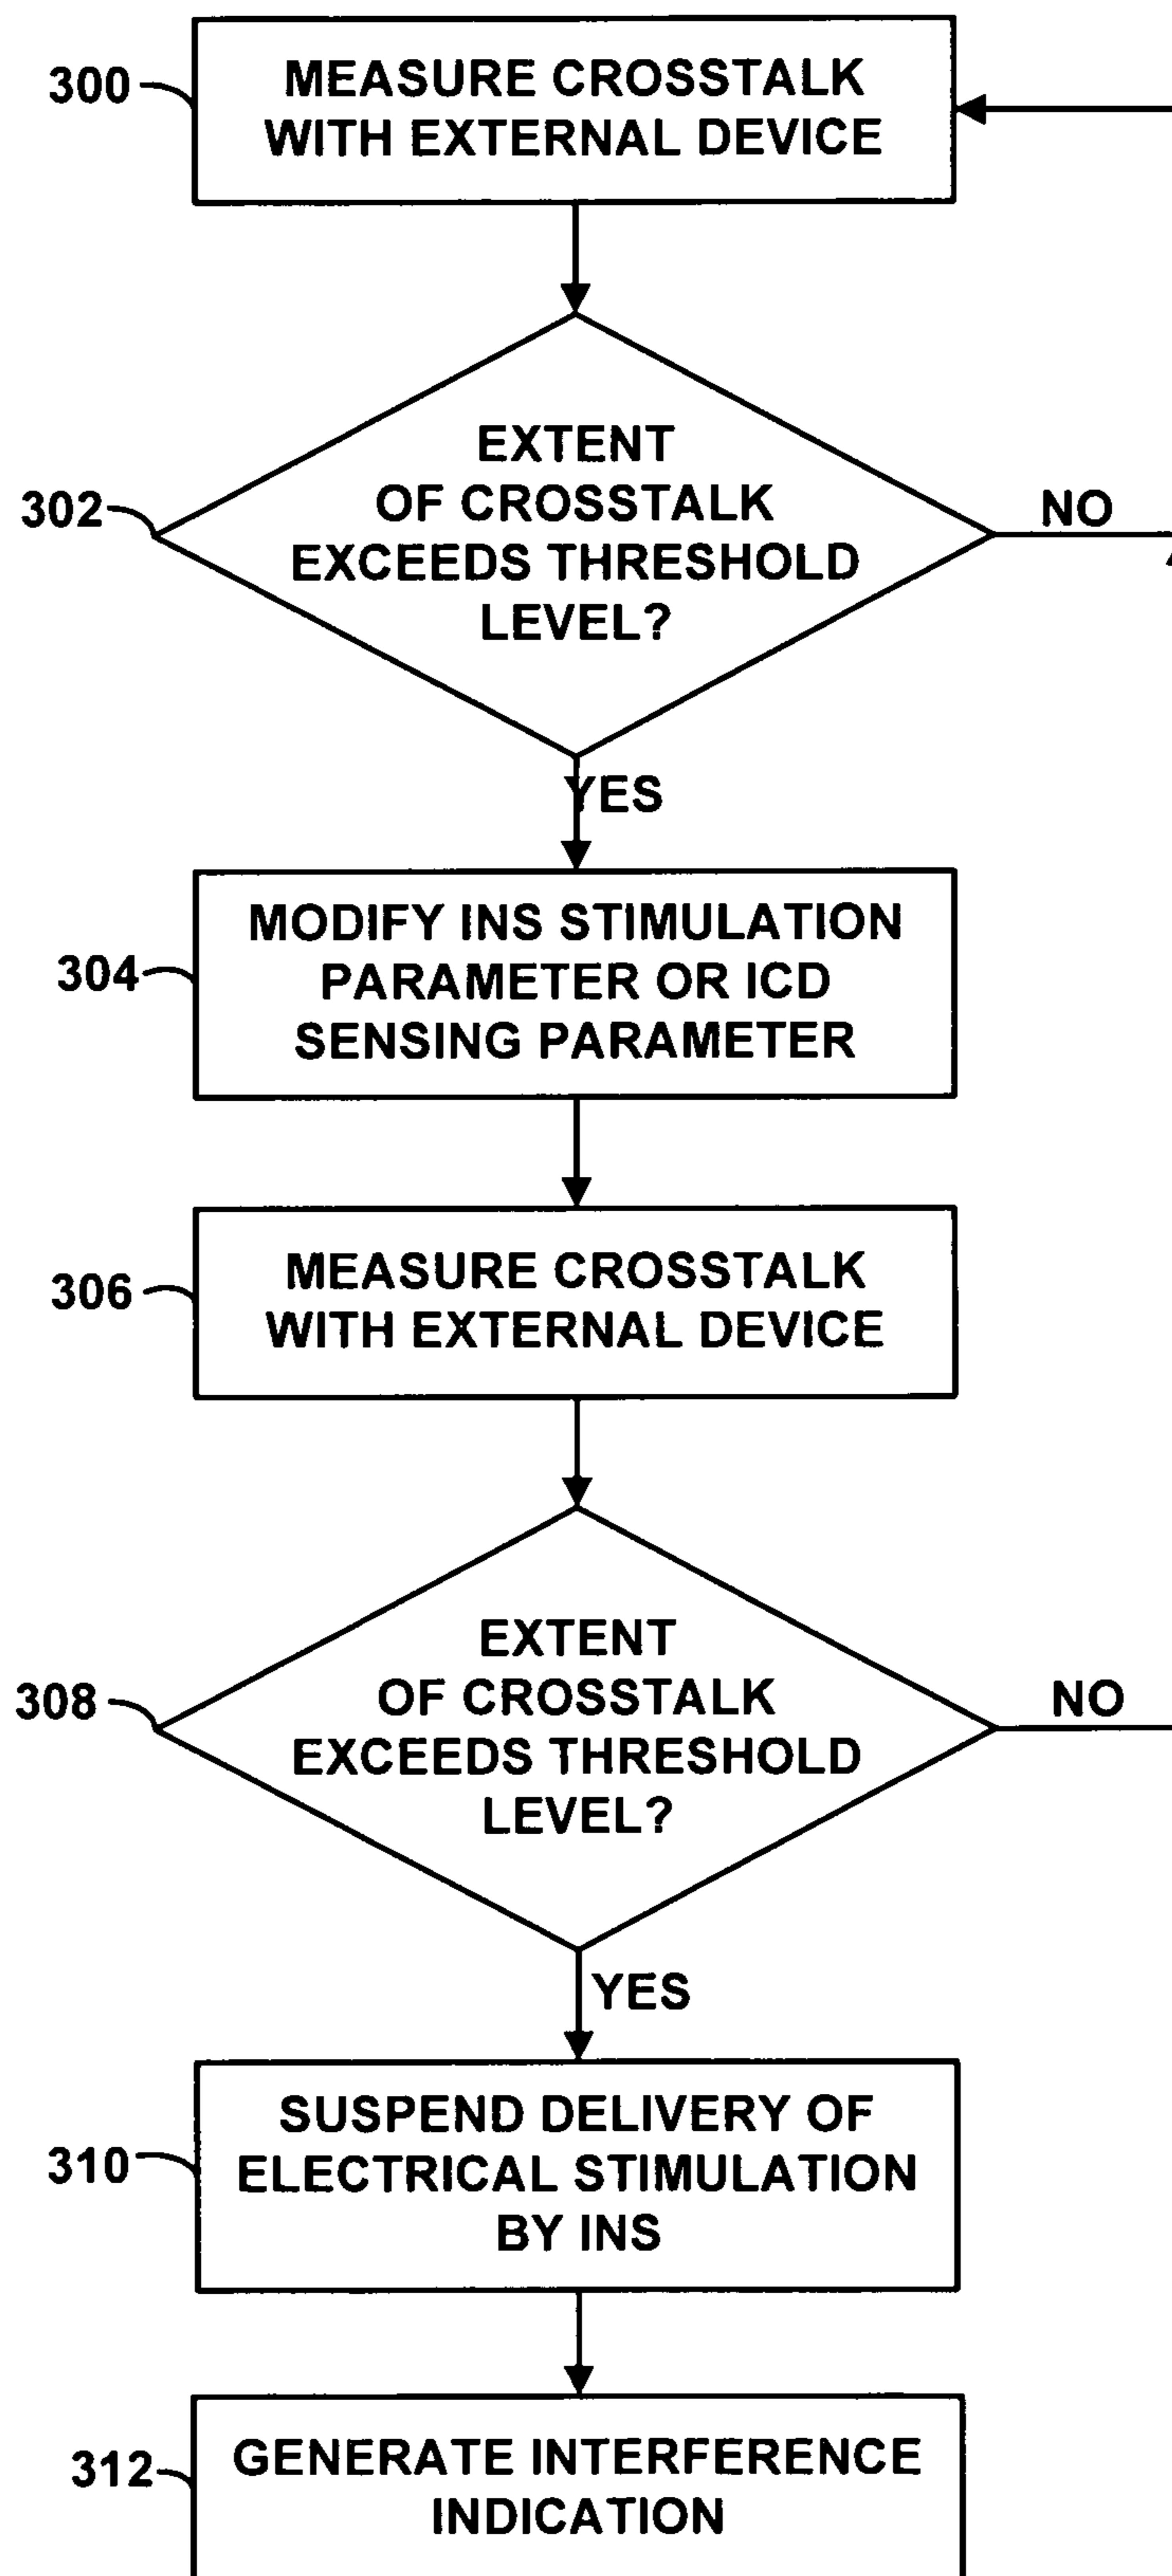 300
MEASURE CROSSTALK
WITH EXTERNAL DEVICE
302
EXTENT
OF CROSSTALK
EXCEEDS THRESHOLD
LEVEL?
NO
YES
304
MODIFY INS STIMULATION
PARAMETER OR ICD
SENSING PARAMETER
306
MEASURE CROSSTALK
WITH EXTERNAL DEVICE
308
EXTENT
OF CROSSTALK
EXCEEDS THRESHOLD
LEVEL?
NO
YES
310
SUSPEND DELIVERY OF
ELECTRICAL STIMULATION
BY INS
312
GENERATE INTERFERENCE
INDICATION